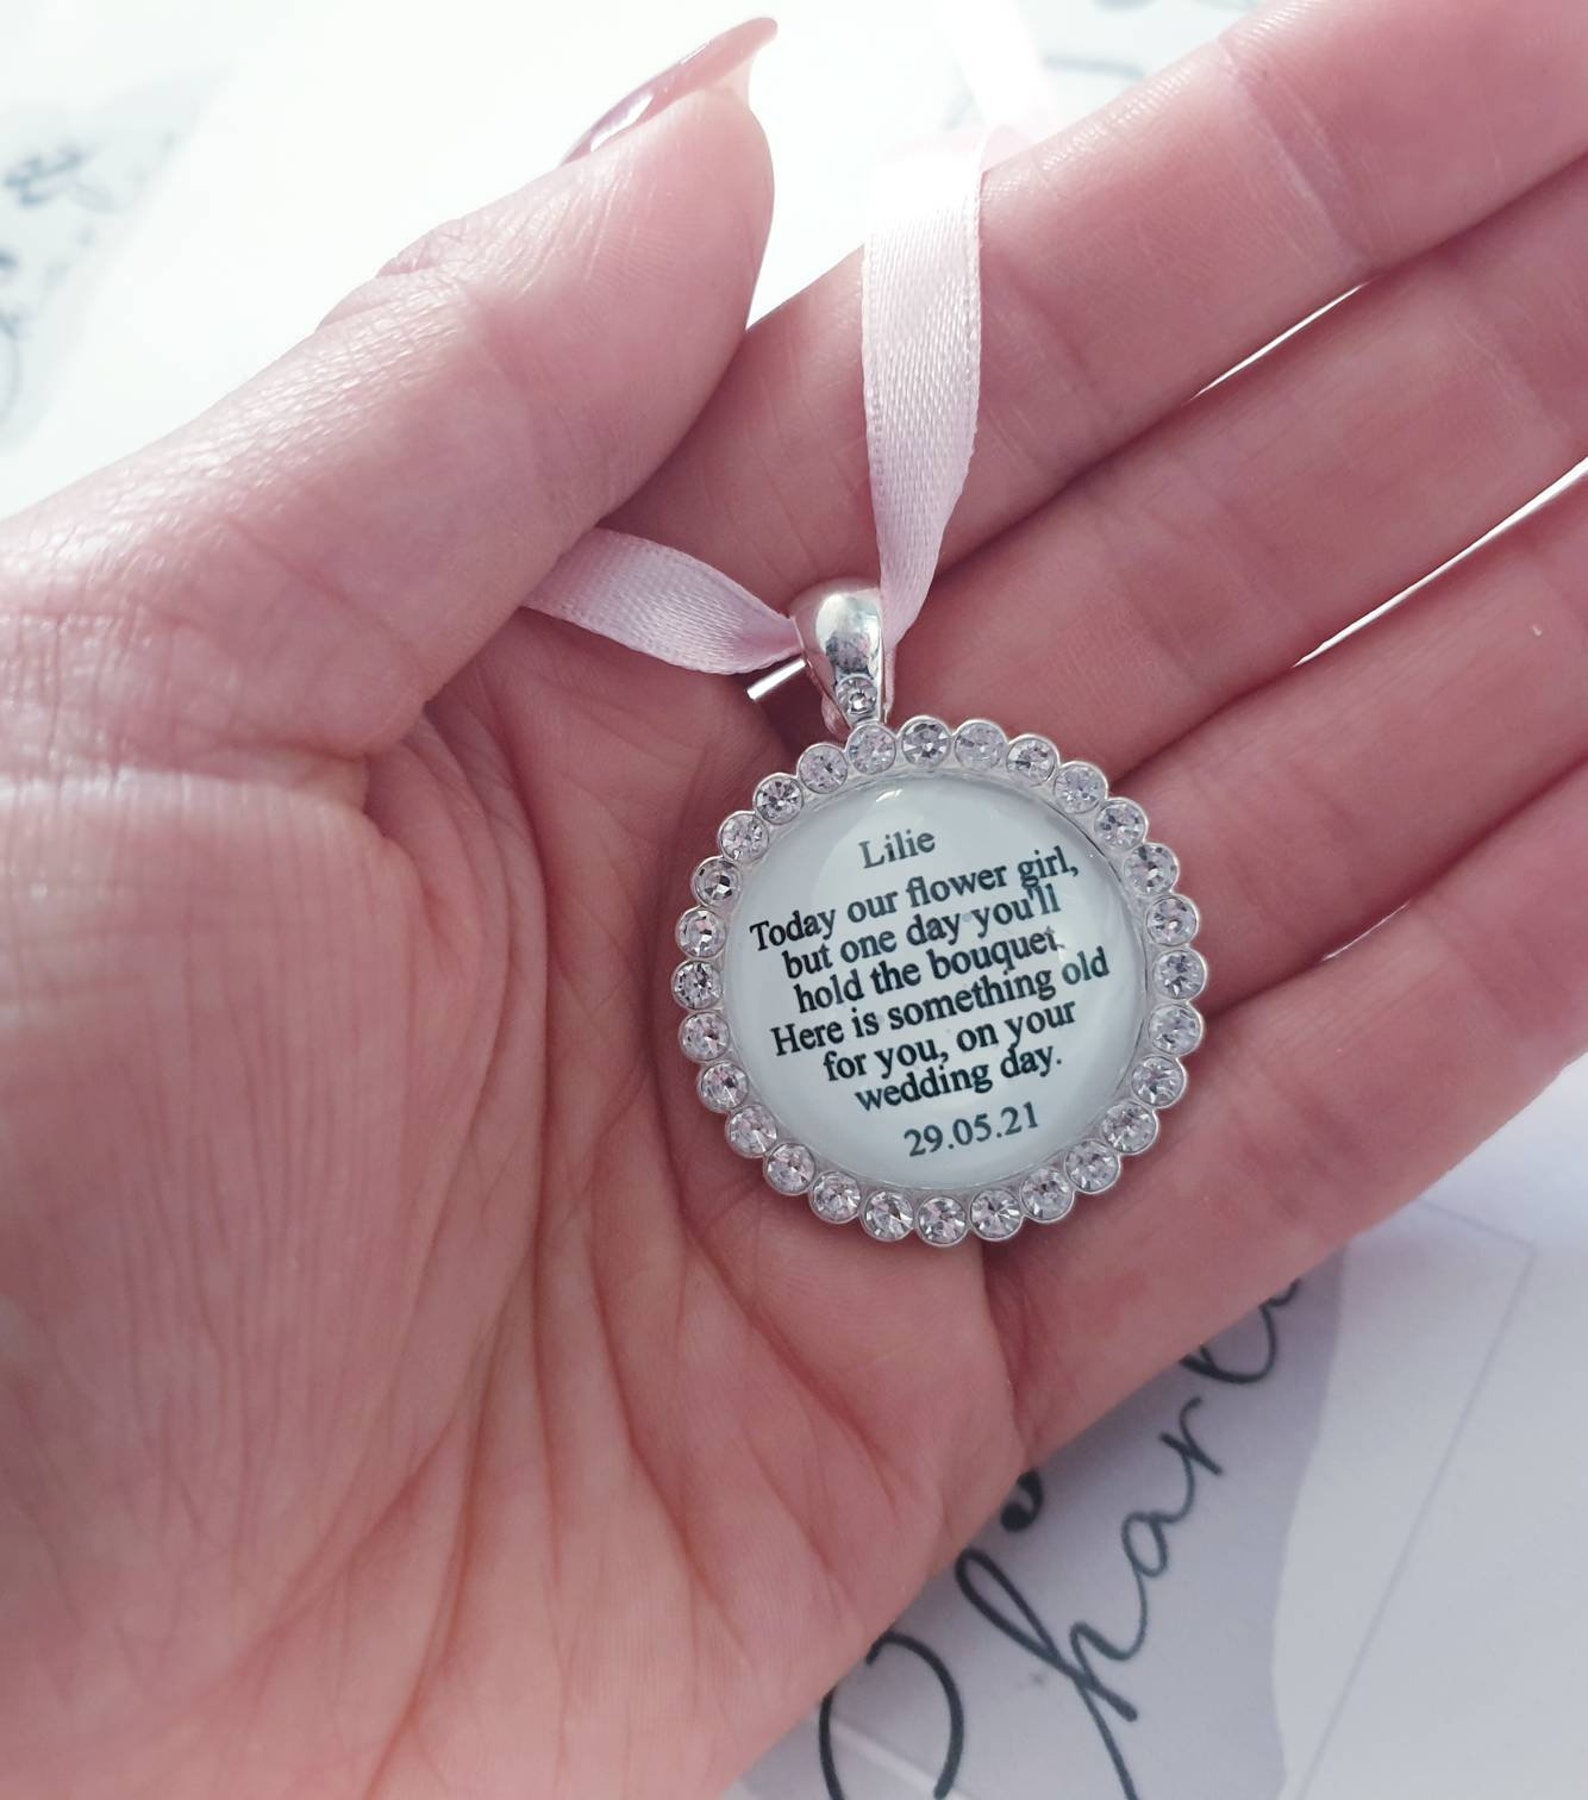 Lilie
Today our flower girl,
but one day you'll
hold the bouquet.
Here is something old
for you, on your
wedding day.
29.05.21